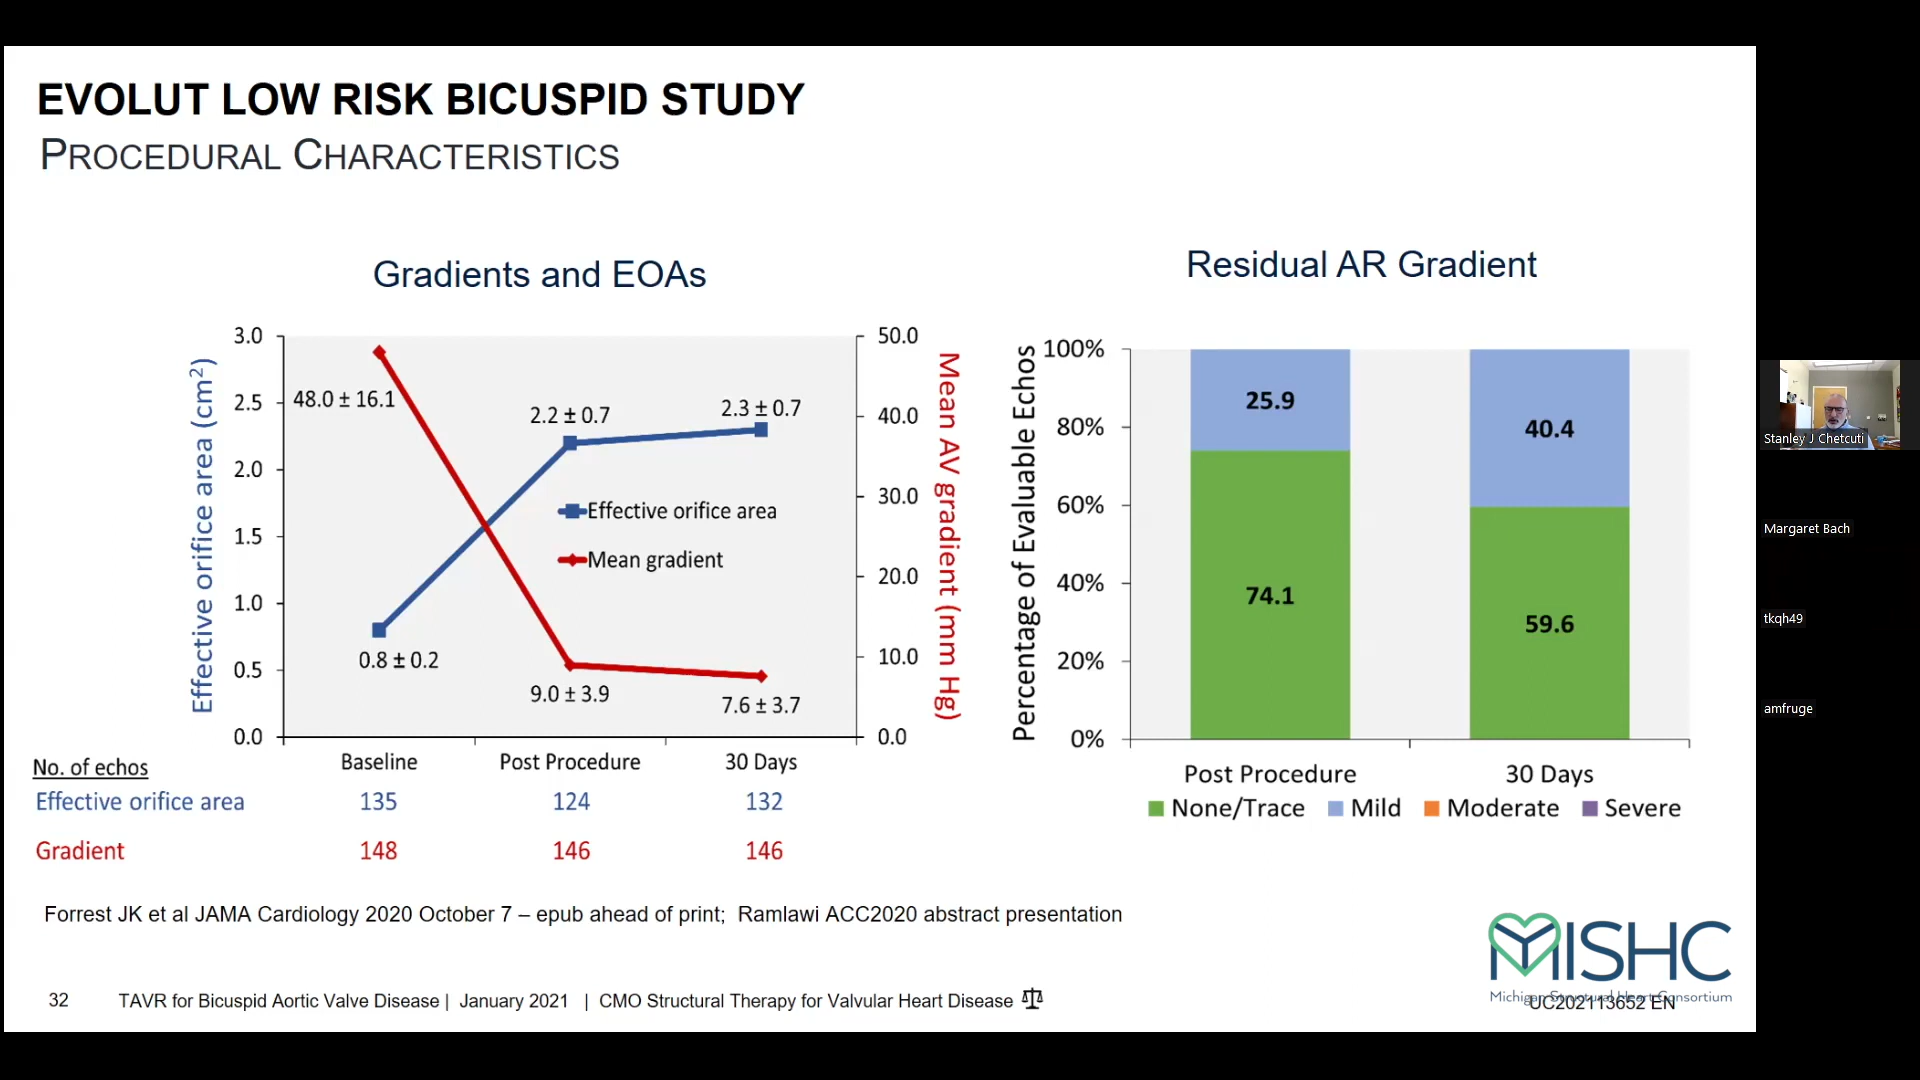 EVOLUT LOW RISK BICUSPID STUDY
PROCEDURAL CHARACTERISTICS
Gradients and EOAs
Effective orifice area (cm²)
3.0
2.5
2.0
1.5
1.0
0.5
0.0
48.0 ± 16.1
2.2 ± 0.7
2.3 ± 0.7
Effective orifice area
Mean gradient
0.8 ± 0.2
9.0 ± 3.9
7.6 ± 3.7
50.0
40.0
30.0
20.0
10.0
0.0
Mean AV gradient (mm Hg)
Baseline Post Procedure 30 Days
No. of echos
Effective orifice area 135 124 132
Gradient 148 146 146
Residual AR Gradient
Percentage of Evaluable Echos
100%
80%
60%
40%
20%
0%
25.9
40.4
74.1
59.6
Post Procedure 30 Days
None/Trace Mild Moderate Severe
Forrest JK et al JAMA Cardiology 2020 October 7 – epub ahead of print; Ramlawi ACC2020 abstract presentation
MISHC
Michigan Structural Heart Consortium
32 TAVR for Bicuspid Aortic Valve Disease | January 2021 | CMO Structural Therapy for Valvular Heart Disease
UC202113652 EN
Stanley J Chetcuti
Margaret Bach
tkqh49
amfruge